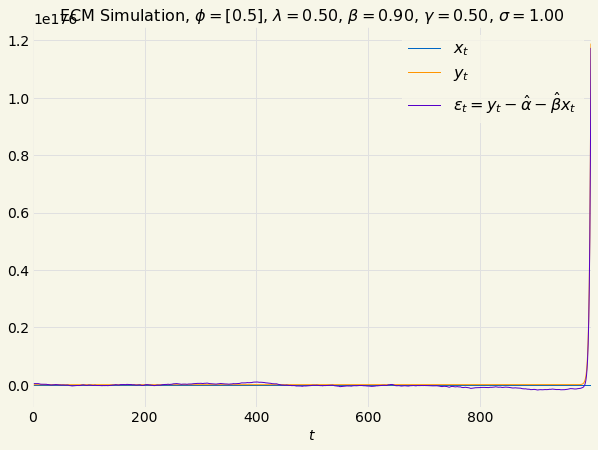 ECM Simulation, ϕ = [0.5], λ = 0.50, β = 0.90, γ = 0.50, σ = 1.00
1e176
x_t
y_t
ε_t = y_t − α̂ − β̂x_t
1.2
1.0
0.8
0.6
0.4
0.2
0.0
0 200 400 600 800
t